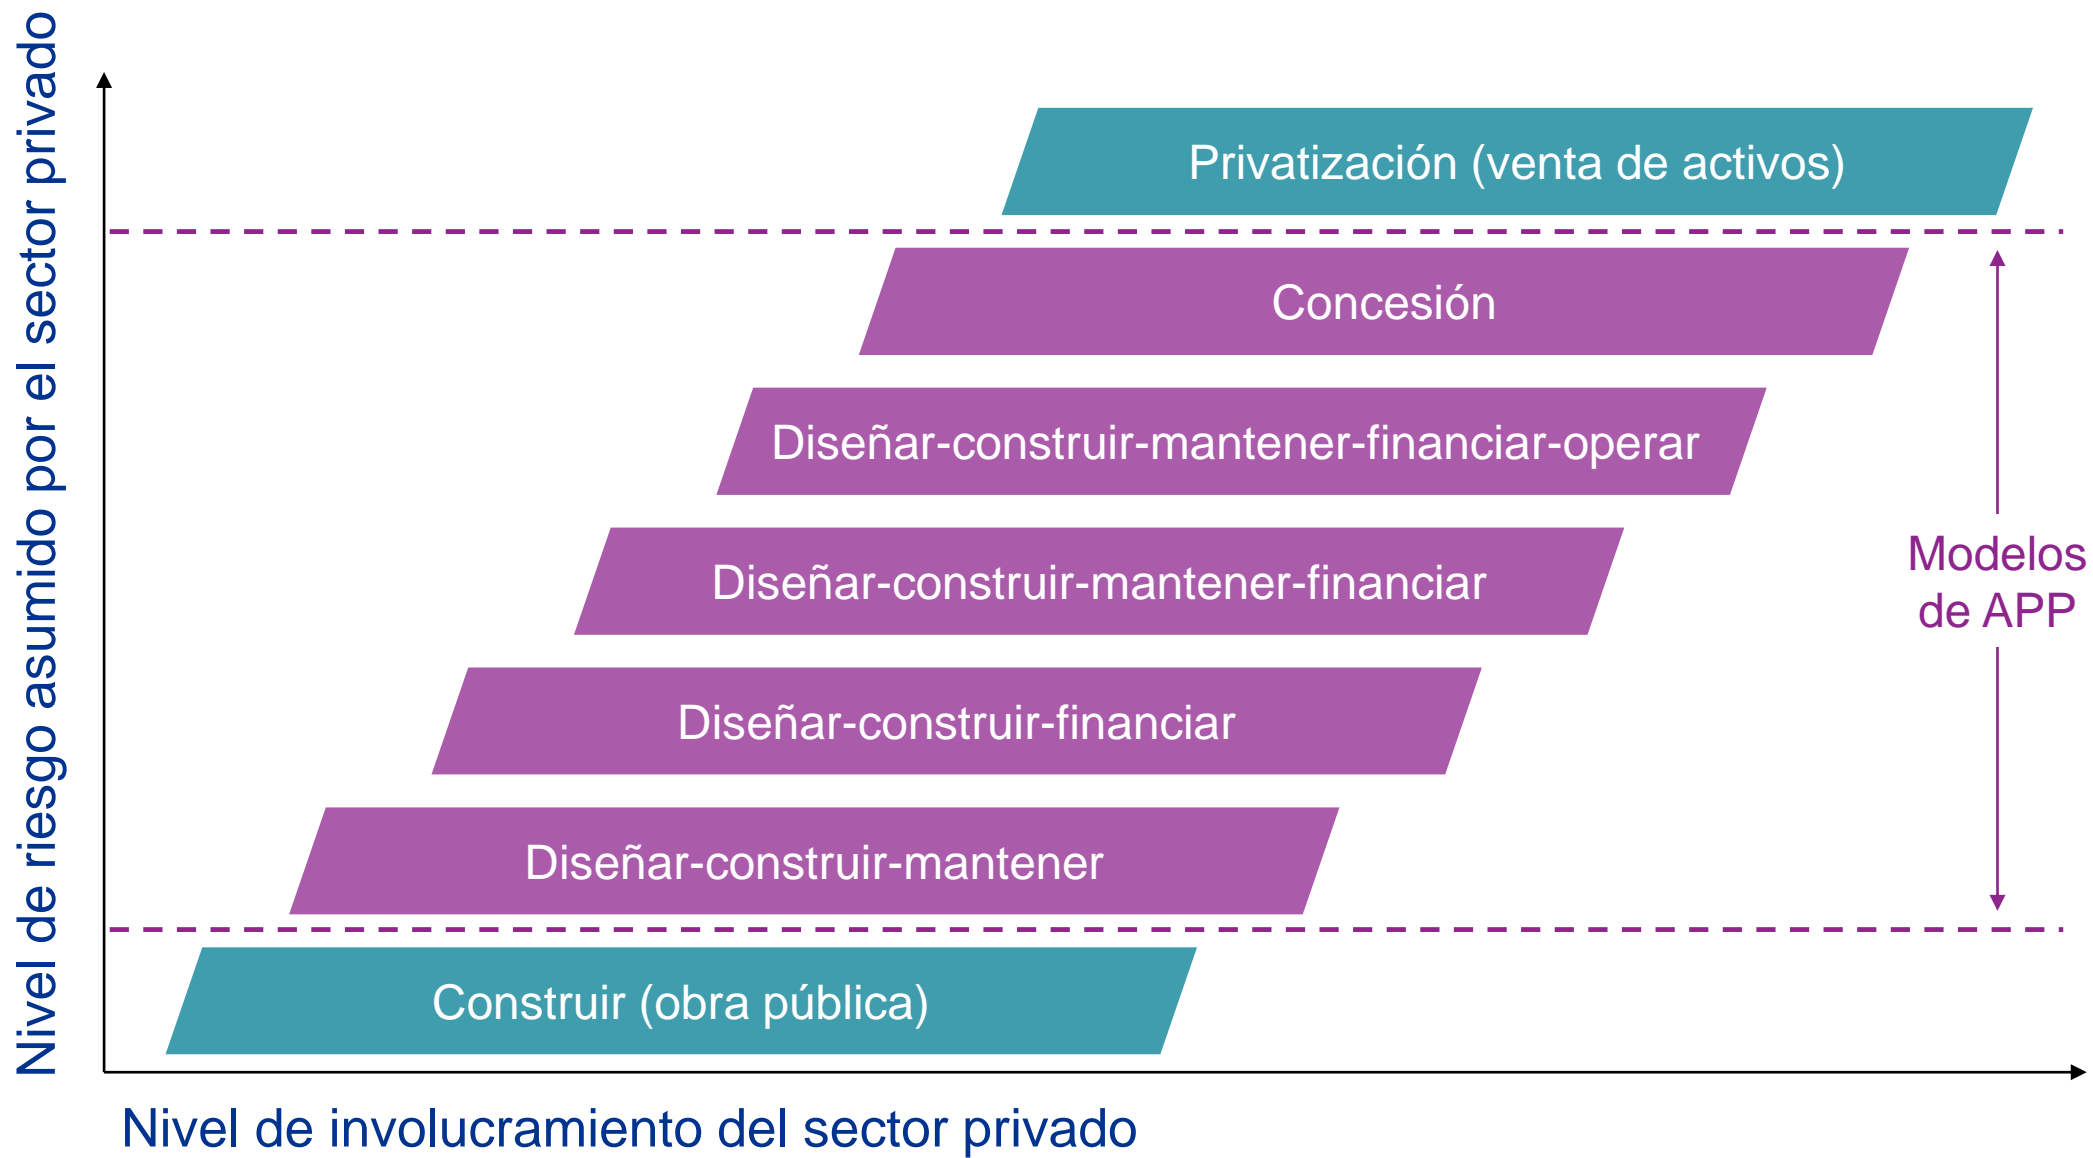 Nivel de riesgo asumido por el sector privado
Privatización (venta de activos)
Concesión
Diseñar-construir-mantener-financiar-operar
Diseñar-construir-mantener-financiar
Modelos
de APP
Diseñar-construir-financiar
Diseñar-construir-mantener
Construir (obra pública)
Nivel de involucramiento del sector privado